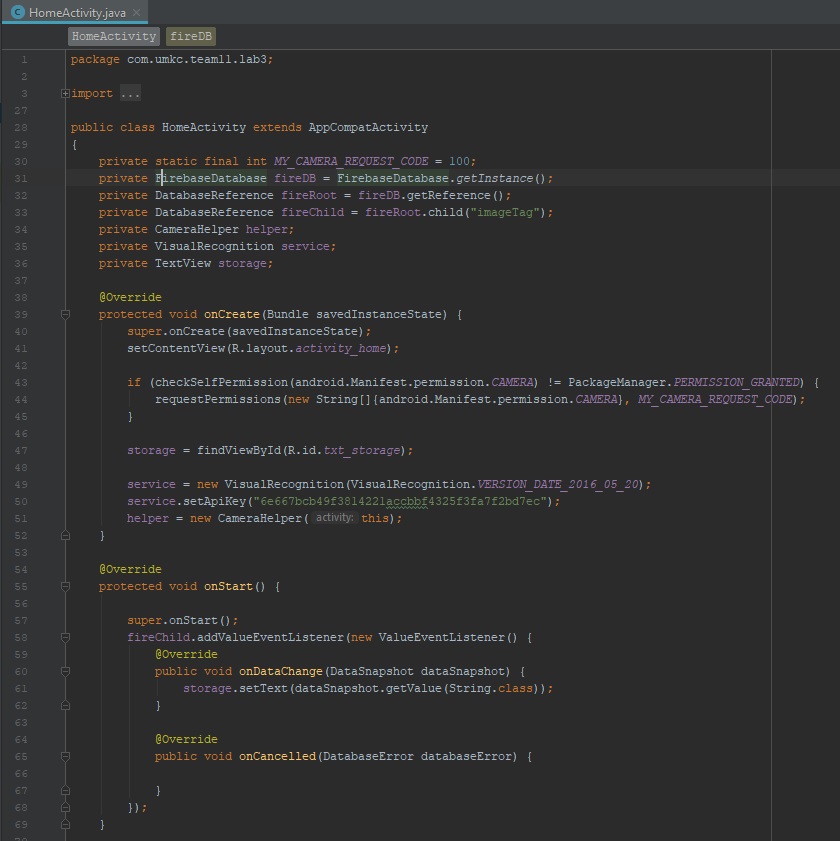 HomeActivity.java
HomeActivity fireDB
1 package com.umkc.team11.lab3;
2
3 import ...
27
28 public class HomeActivity extends AppCompatActivity
29 {
30 private static final int MY_CAMERA_REQUEST_CODE = 100;
31 private FirebaseDatabase fireDB = FirebaseDatabase.getInstance();
32 private DatabaseReference fireRoot = fireDB.getReference();
33 private DatabaseReference fireChild = fireRoot.child("imageTag");
34 private CameraHelper helper;
35 private VisualRecognition service;
36 private TextView storage;
37
38 @Override
39 protected void onCreate(Bundle savedInstanceState) {
40 super.onCreate(savedInstanceState);
41 setContentView(R.layout.activity_home);
42
43 if (checkSelfPermission(android.Manifest.permission.CAMERA) != PackageManager.PERMISSION_GRANTED) {
44 requestPermissions(new String[]{android.Manifest.permission.CAMERA}, MY_CAMERA_REQUEST_CODE);
45 }
46
47 storage = findViewById(R.id.txt_storage);
48
49 service = new VisualRecognition(VisualRecognition.VERSION_DATE_2016_05_20);
50 service.setApiKey("6e667bcb49f3814221accbbf4325f3fa7f2bd7ec");
51 helper = new CameraHelper( activity: this);
52 }
53
54 @Override
55 protected void onStart() {
56
57 super.onStart();
58 fireChild.addValueEventListener(new ValueEventListener() {
59 @Override
60 public void onDataChange(DataSnapshot dataSnapshot) {
61 storage.setText(dataSnapshot.getValue(String.class));
62 }
63
64 @Override
65 public void onCancelled(DatabaseError databaseError) {
66
67 }
68 });
69 }